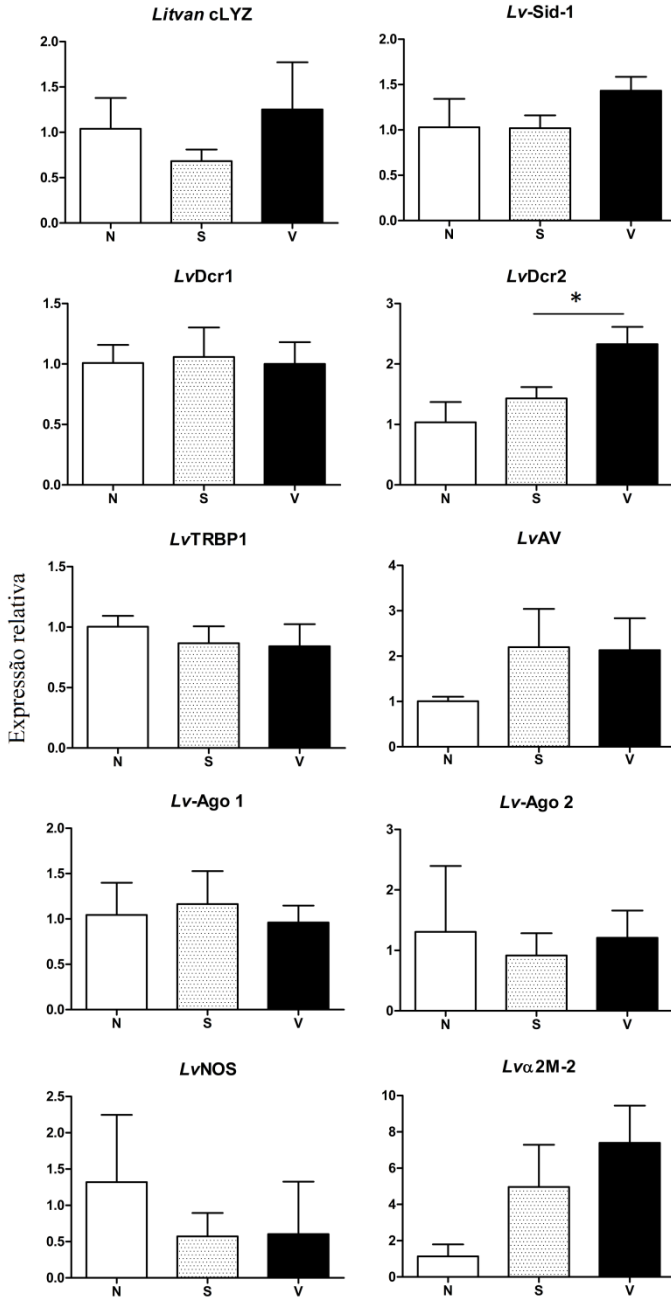 Litvan cLYZ
2.0
1.5
1.0
0.5
0.0
N S V
Lv-Sid-1
2.0
1.5
1.0
0.5
0.0
N S V
LvDcr1
1.5
1.0
0.5
0.0
N S V
LvDcr2
*
3
2
1
0
N S V
Expressão relativa
LvTRBP1
1.5
1.0
0.5
0.0
N S V
LvAV
4
3
2
1
0
N S V
Lv-Ago 1
2.0
1.5
1.0
0.5
0.0
N S V
Lv-Ago 2
3
2
1
0
N S V
LvNOS
2.5
2.0
1.5
1.0
0.5
0.0
N S V
Lvα2M-2
10
8
6
4
2
0
N S V